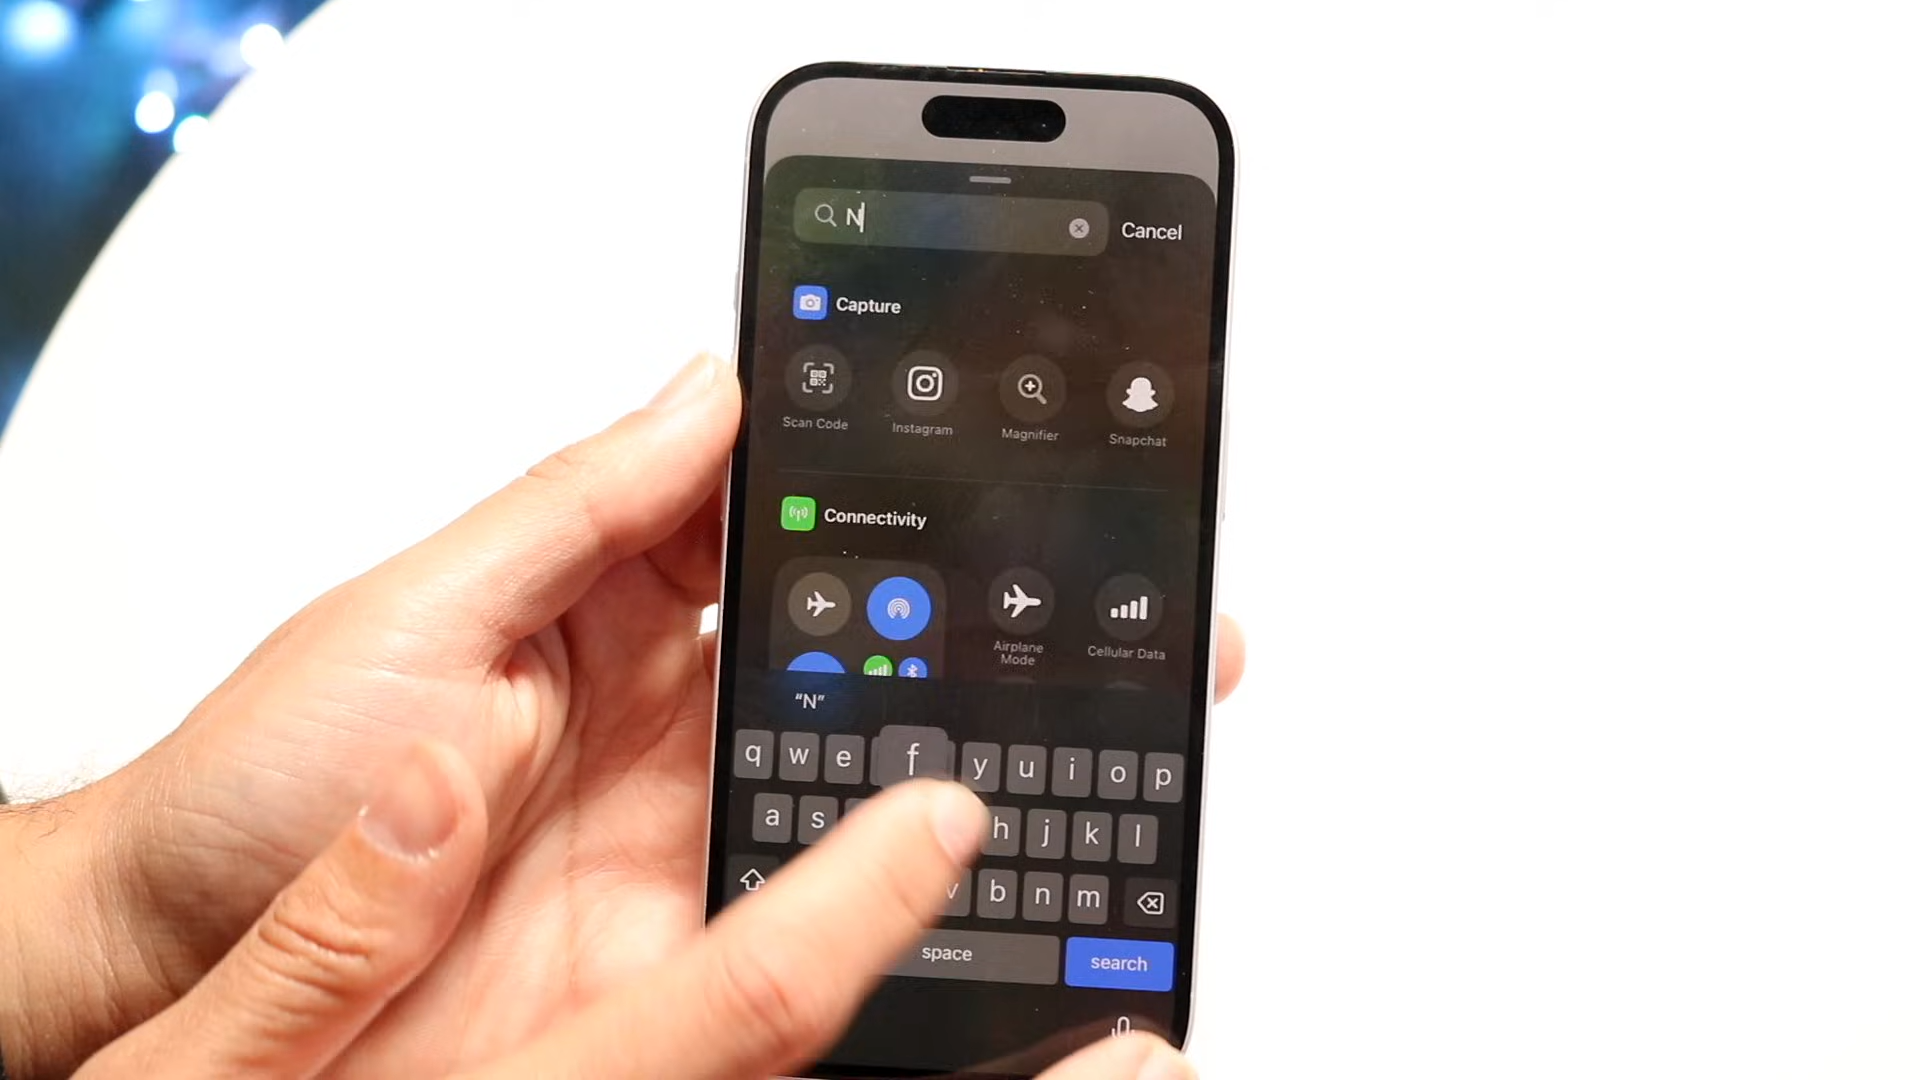 N
Cancel
Capture
Scan Code
Instagram
Magnifier
Snapchat
Connectivity
Airplane
Mode
Cellular Data
"N"
q w e f y u i o p
a s h j k l
v b n m
space
search